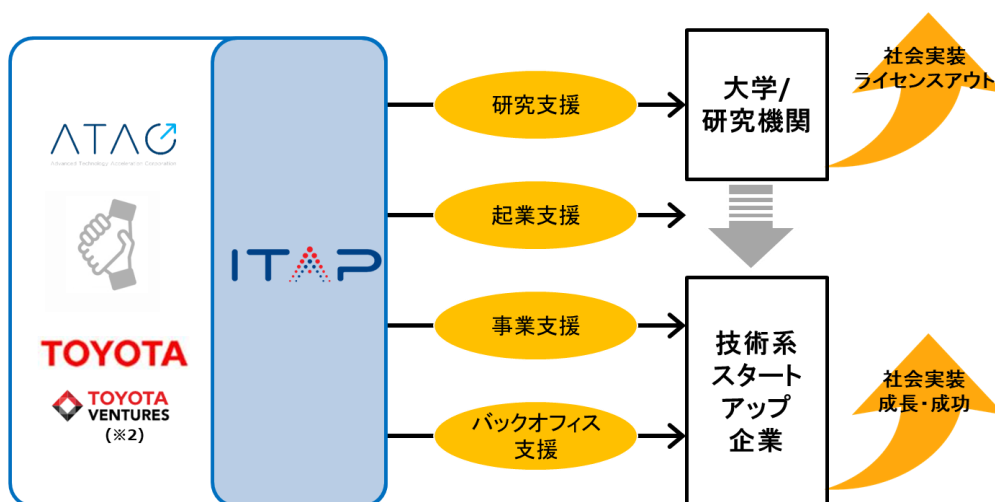 ATAC
Advanced Technology Acceleration Corporation
TOYOTA
TOYOTA
VENTURES
(※2)
ITAP
研究支援
起業支援
事業支援
バックオフィス
支援
大学/
研究機関
技術系
スタート
アップ
企業
社会実装
ライセンスアウト
社会実装
成長・成功